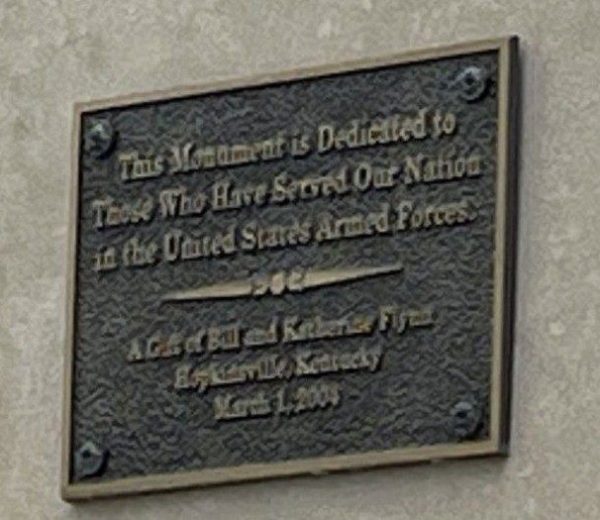 This Monument is Dedicated to
Those Who Have Served Our Nation
in the United States Armed Forces.
A Gift of Bill and Katherine Flynn
Hopkinsville, Kentucky
March 1, 2004